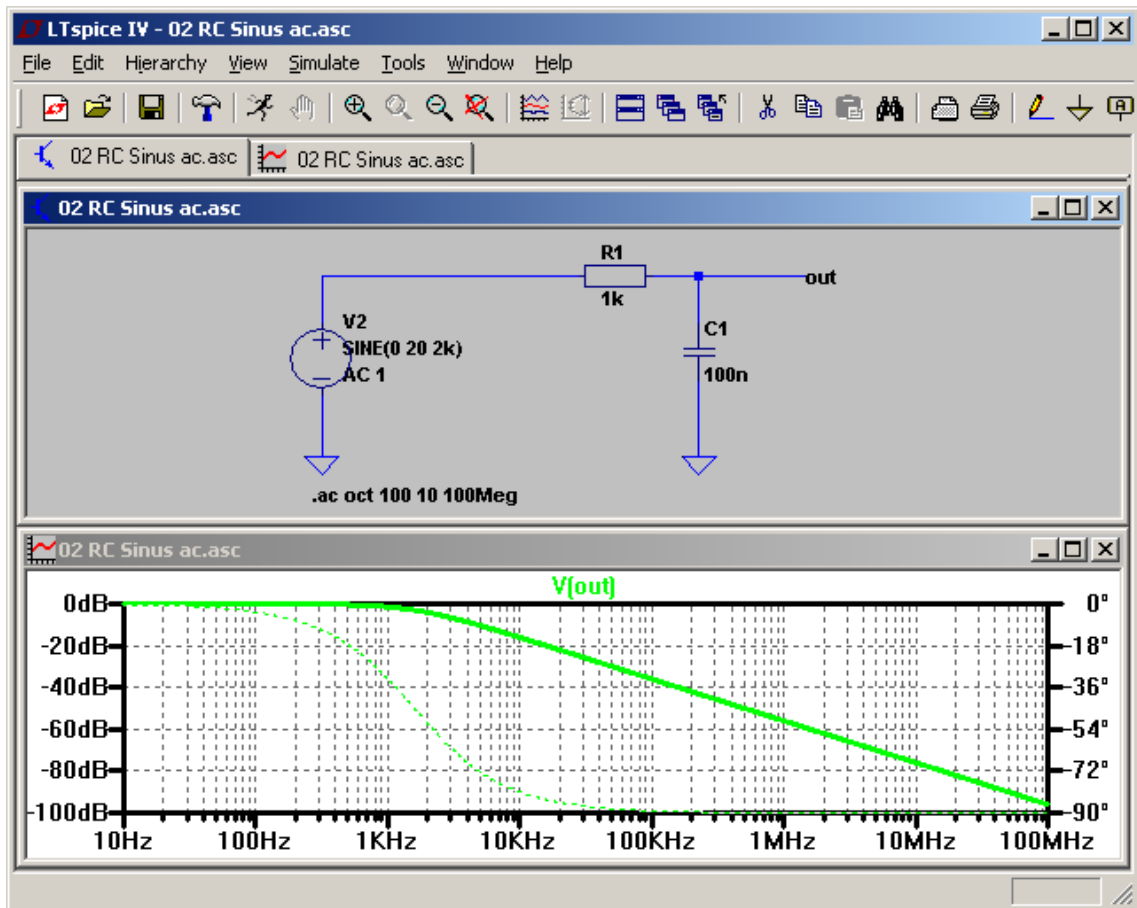 LTspice IV - 02 RC Sinus ac.asc
File Edit Hierarchy View Simulate Tools Window Help
02 RC Sinus ac.asc
02 RC Sinus ac.asc
02 RC Sinus ac.asc
R1
1k
out
V2
SINE(0 20 2k)
AC 1
C1
100n
.ac oct 100 10 100Meg
02 RC Sinus ac.asc
V(out)
0dB 0°
-20dB -18°
-40dB -36°
-60dB -54°
-80dB -72°
-100dB -90°
10Hz 100Hz 1KHz 10KHz 100KHz 1MHz 10MHz 100MHz